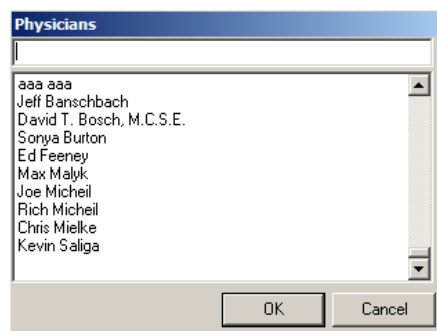 Physicians
aaa aaa
Jeff Banschbach
David T. Bosch, M.C.S.E.
Sonya Burton
Ed Feeney
Max Malyk
Joe Micheil
Rich Micheil
Chris Mielke
Kevin Saliga
OK Cancel